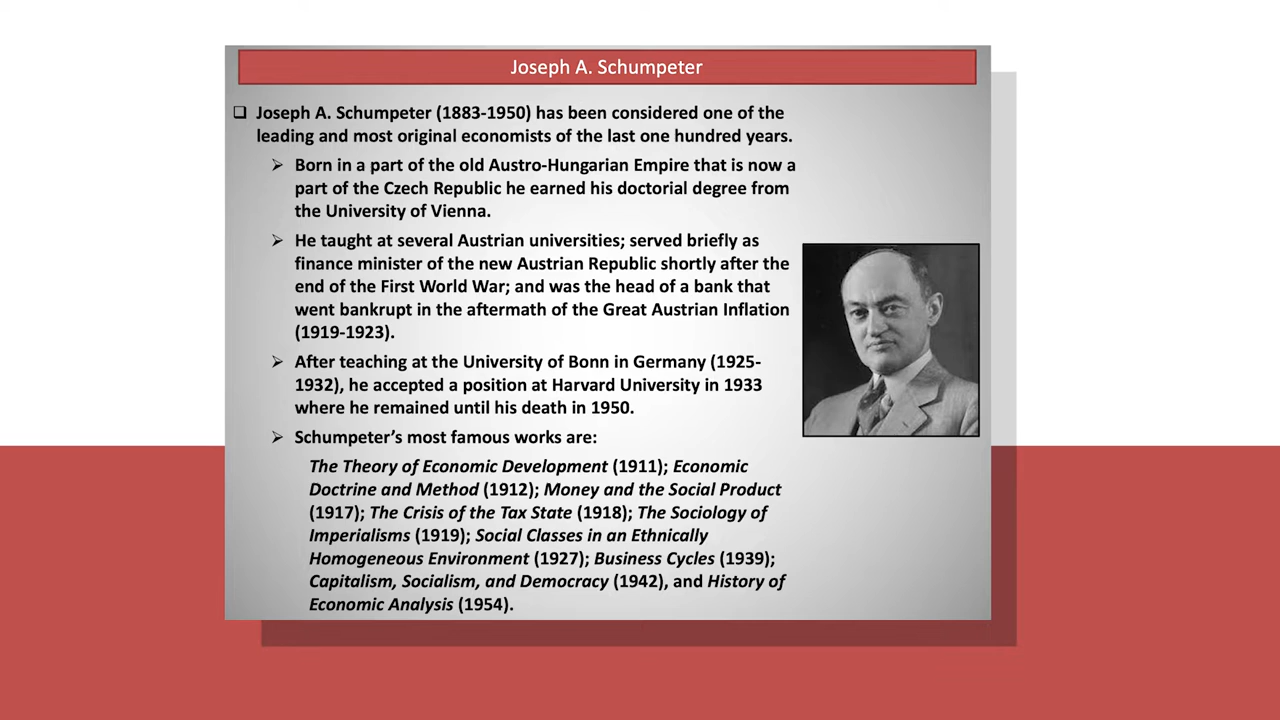 Joseph A. Schumpeter
Joseph A. Schumpeter (1883-1950) has been considered one of the
leading and most original economists of the last one hundred years.
Born in a part of the old Austro-Hungarian Empire that is now a
part of the Czech Republic he earned his doctorial degree from
the University of Vienna.
He taught at several Austrian universities; served briefly as
finance minister of the new Austrian Republic shortly after the
end of the First World War; and was the head of a bank that
went bankrupt in the aftermath of the Great Austrian Inflation
(1919-1923).
After teaching at the University of Bonn in Germany (1925-
1932), he accepted a position at Harvard University in 1933
where he remained until his death in 1950.
Schumpeter’s most famous works are:
The Theory of Economic Development (1911); Economic
Doctrine and Method (1912); Money and the Social Product
(1917); The Crisis of the Tax State (1918); The Sociology of
Imperialisms (1919); Social Classes in an Ethnically
Homogeneous Environment (1927); Business Cycles (1939);
Capitalism, Socialism, and Democracy (1942), and History of
Economic Analysis (1954).